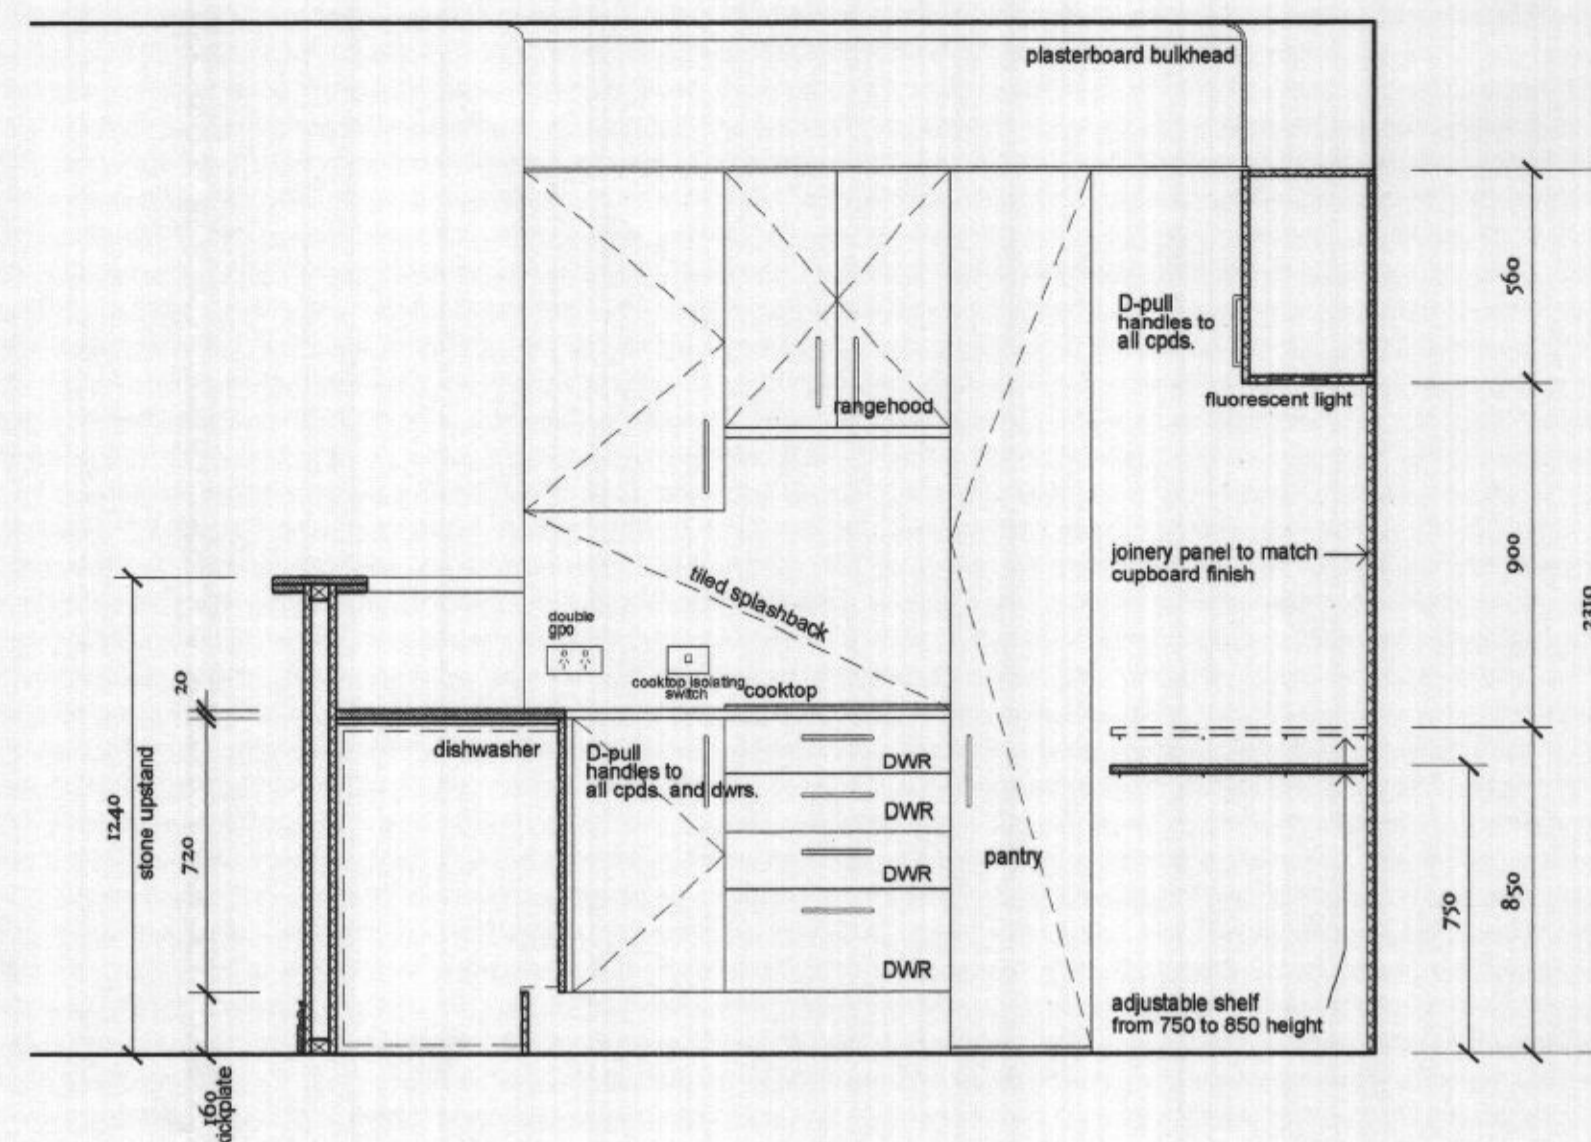 plasterboard bulkhead
D-pull
handles to
all cpds.
560
rangehood
fluorescent light
joinery panel to match
cupboard finish
900
2310
tiled splashback
double
gpo
cooktop isolating
switch
cooktop
20
dishwasher
D-pull
handles to
all cpds. and dwrs.
DWR
DWR
DWR
DWR
pantry
1240
stone upstand
720
750
850
adjustable shelf
from 750 to 850 height
160